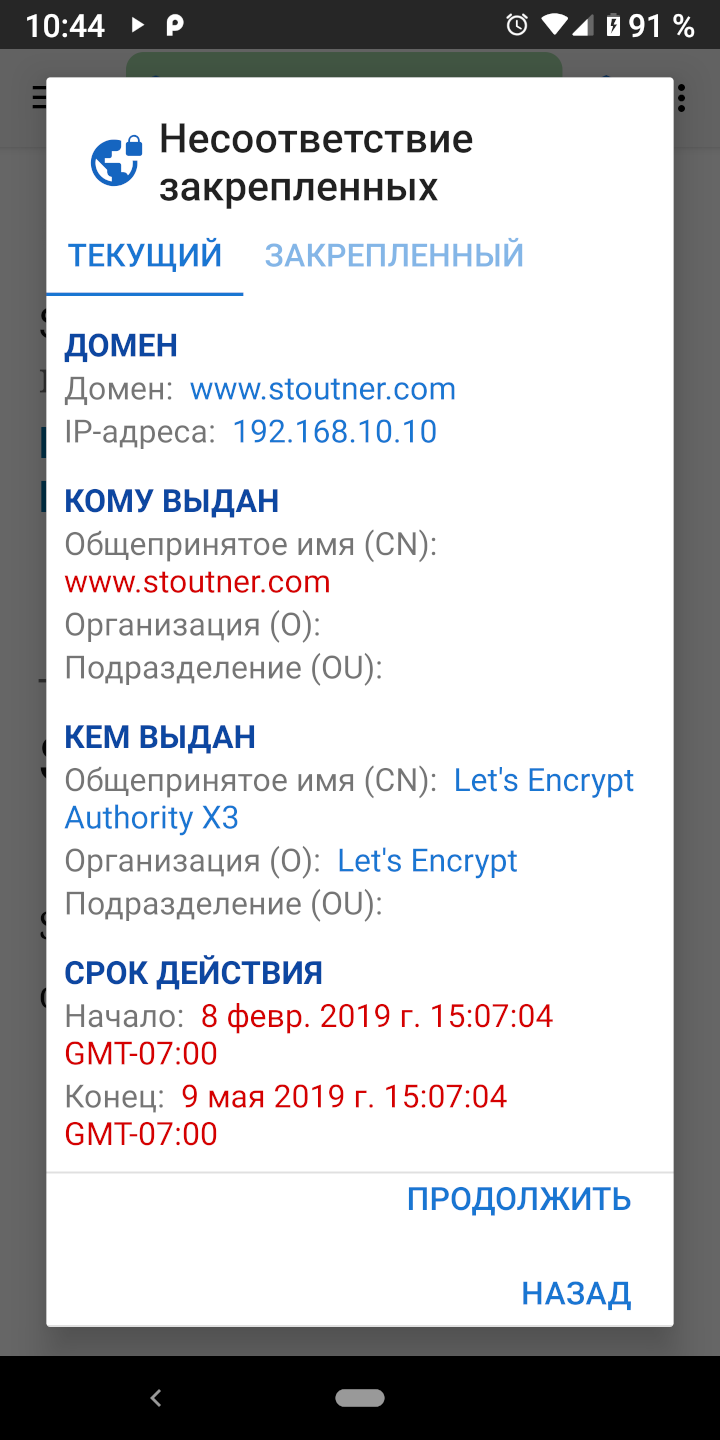 10:44
91 %
Несоответствие
закрепленных
ТЕКУЩИЙ ЗАКРЕПЛЕННЫЙ
ДОМЕН
Домен: www.stoutner.com
IP-адреса: 192.168.10.10
КОМУ ВЫДАН
Общепринятое имя (CN):
www.stoutner.com
Организация (O):
Подразделение (OU):
КЕМ ВЫДАН
Общепринятое имя (CN): Let's Encrypt
Authority X3
Организация (O): Let's Encrypt
Подразделение (OU):
СРОК ДЕЙСТВИЯ
Начало: 8 февр. 2019 г. 15:07:04
GMT-07:00
Конец: 9 мая 2019 г. 15:07:04
GMT-07:00
ПРОДОЛЖИТЬ
НАЗАД